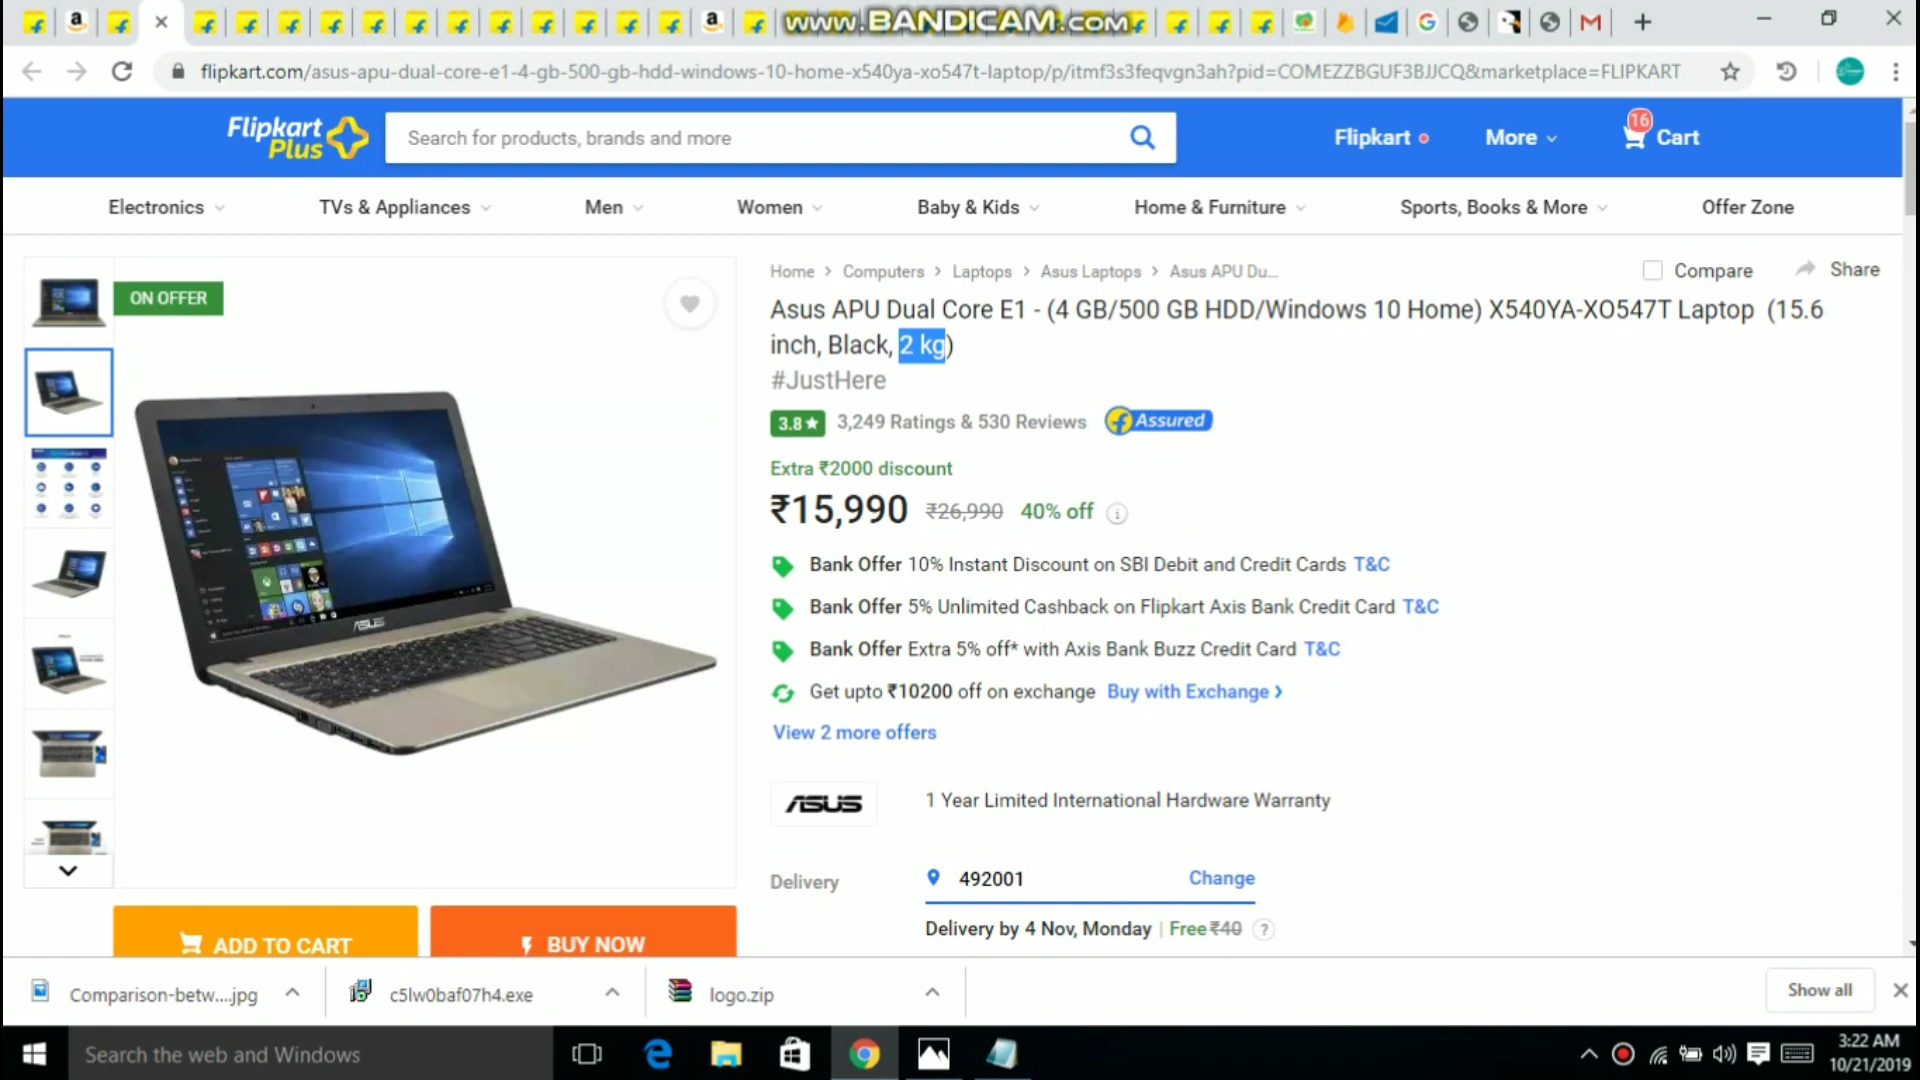 www.BANDICAM.com
flipkart.com/asus-apu-dual-core-e1-4-gb-500-gb-hdd-windows-10-home-x540ya-xo547t-laptop/p/itmf3s3feqvgn3ah?pid=COMEZZBGUF3BJJCQ&marketplace=FLIPKART
Flipkart Plus
Search for products, brands and more
Flipkart
More
16
Cart
Electronics
TVs & Appliances
Men
Women
Baby & Kids
Home & Furniture
Sports, Books & More
Offer Zone
ON OFFER
ASUS
Home > Computers > Laptops > Asus Laptops > Asus APU Du...
Compare
Share
Asus APU Dual Core E1 - (4 GB/500 GB HDD/Windows 10 Home) X540YA-XO547T Laptop (15.6
inch, Black, 2 kg)
#JustHere
3.8★ 3,249 Ratings & 530 Reviews Assured
Extra ₹2000 discount
₹15,990 ₹26,990 40% off
Bank Offer 10% Instant Discount on SBI Debit and Credit Cards T&C
Bank Offer 5% Unlimited Cashback on Flipkart Axis Bank Credit Card T&C
Bank Offer Extra 5% off* with Axis Bank Buzz Credit Card T&C
Get upto ₹10200 off on exchange Buy with Exchange >
View 2 more offers
ASUS
1 Year Limited International Hardware Warranty
Delivery
492001
Change
Delivery by 4 Nov, Monday | Free ₹40 ?
ADD TO CART
BUY NOW
Comparison-betw....jpg
c5lw0baf07h4.exe
logo.zip
Show all
Search the web and Windows
3:22 AM
10/21/2019